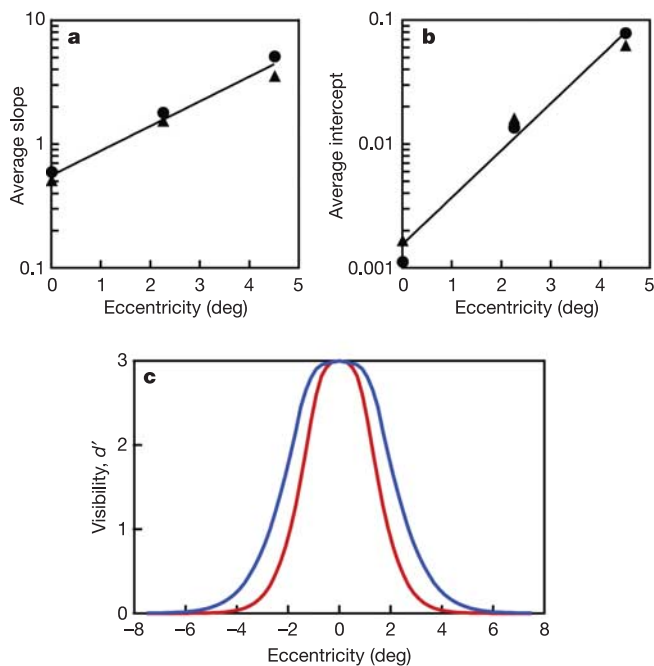 a
10
1
0.1
Average slope
0 1 2 3 4 5
Eccentricity (deg)
b
0.1
0.01
0.001
Average intercept
0 1 2 3 4 5
Eccentricity (deg)
c
3
2
1
0
Visibility, d′
−8 −6 −4 −2 0 2 4 6 8
Eccentricity (deg)